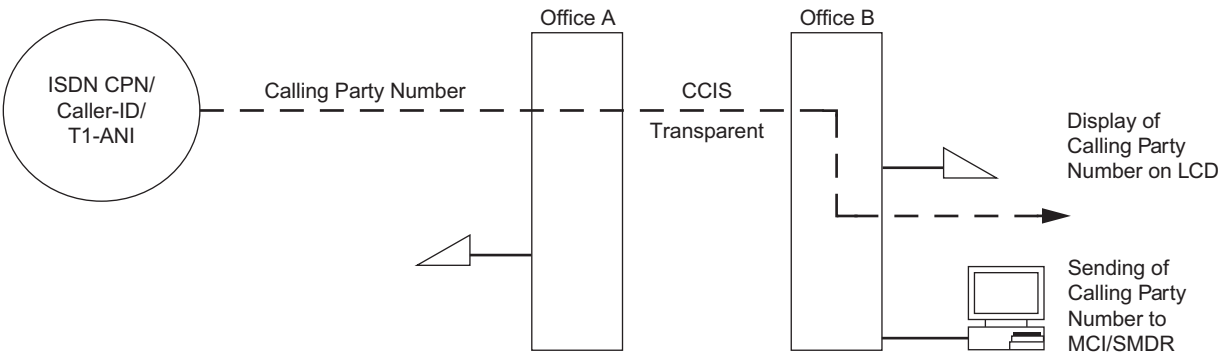 Office A
Office B
ISDN CPN/
Caller-ID/
T1-ANI
Calling Party Number
CCIS
Transparent
Display of
Calling Party
Number on LCD
Sending of
Calling Party
Number to
MCI/SMDR